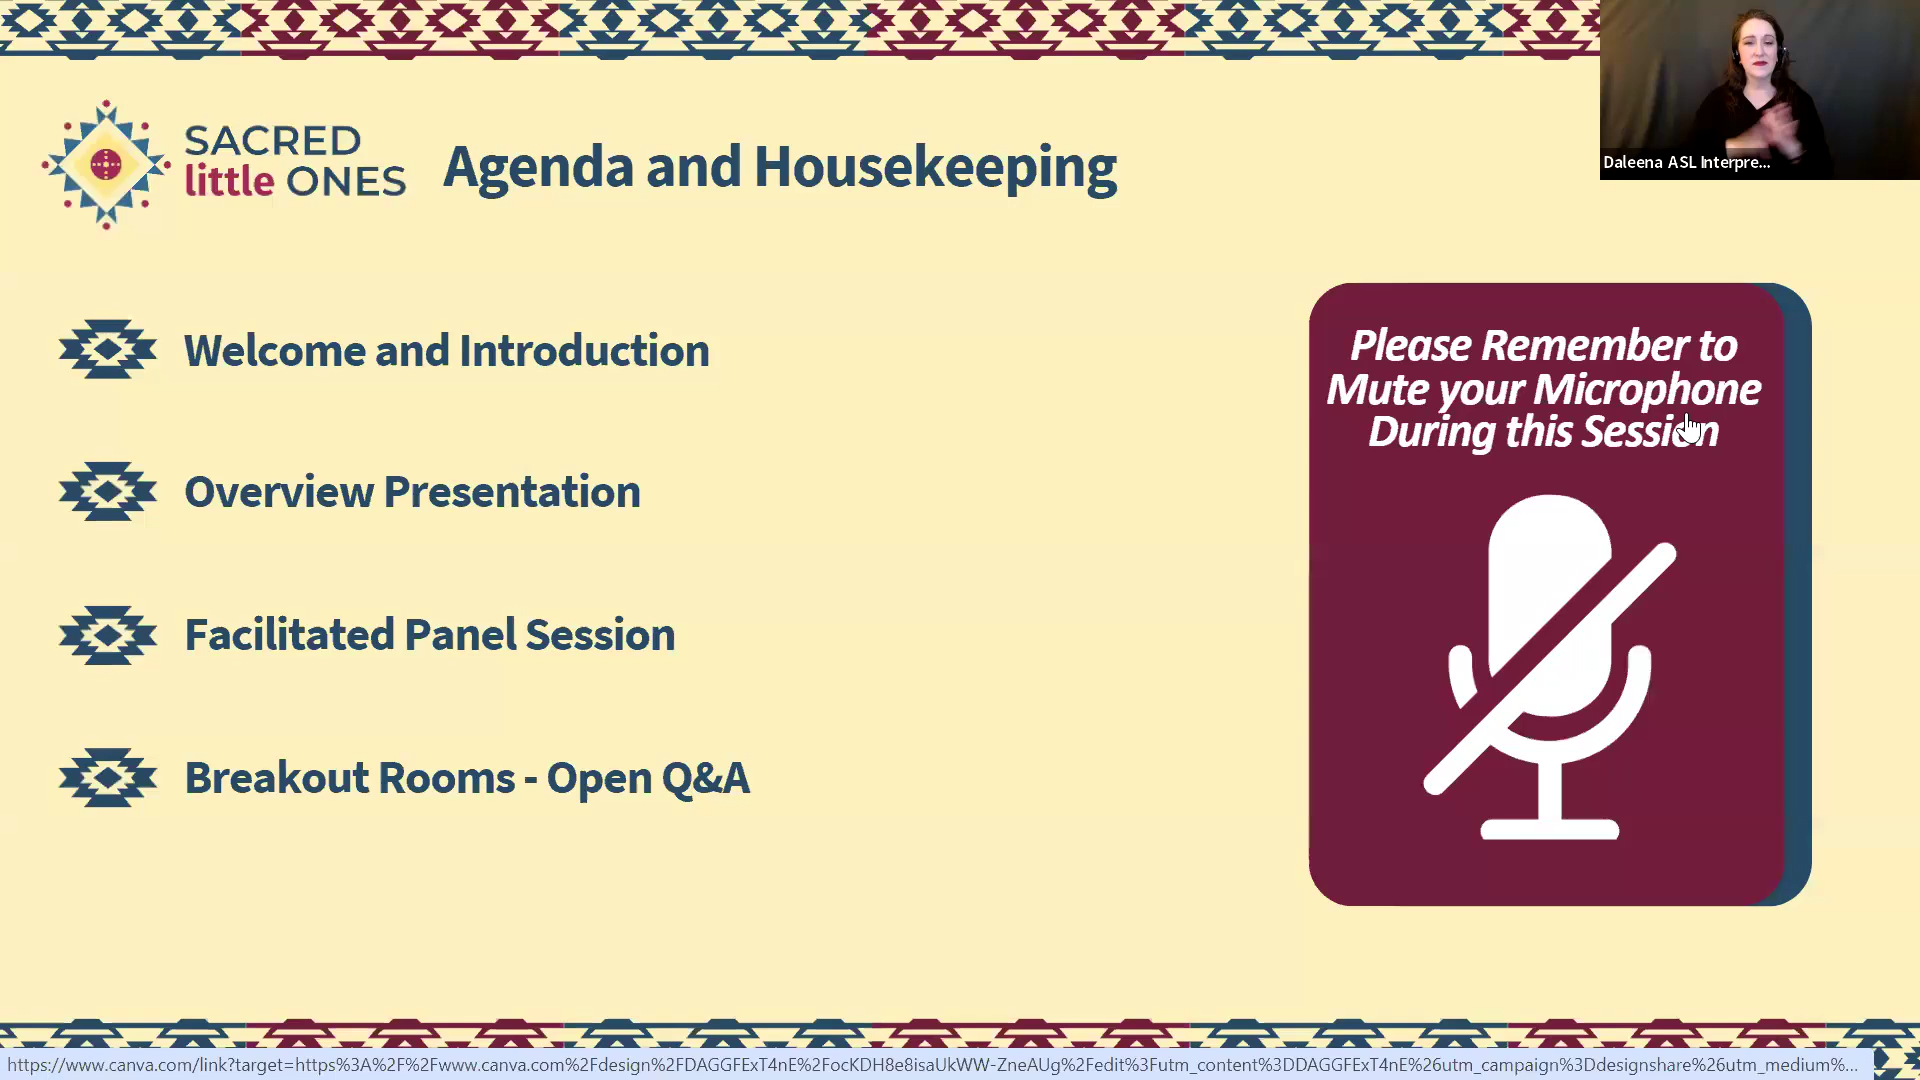 SACRED
little ONES
Agenda and Housekeeping
Daleena ASL Interpre...
Welcome and Introduction
Overview Presentation
Facilitated Panel Session
Breakout Rooms - Open Q&A
Please Remember to
Mute your Microphone
During this Session
https://www.canva.com/link?target=https%3A%2F%2Fwww.canva.com%2Fdesign%2FDAGGFExT4nE%2FocKDH8e8isaUkWW-ZneAUg%2Fedit%3Futm_content%3DDAGGFExT4nE%26utm_campaign%3Ddesignshare%26utm_medium%...